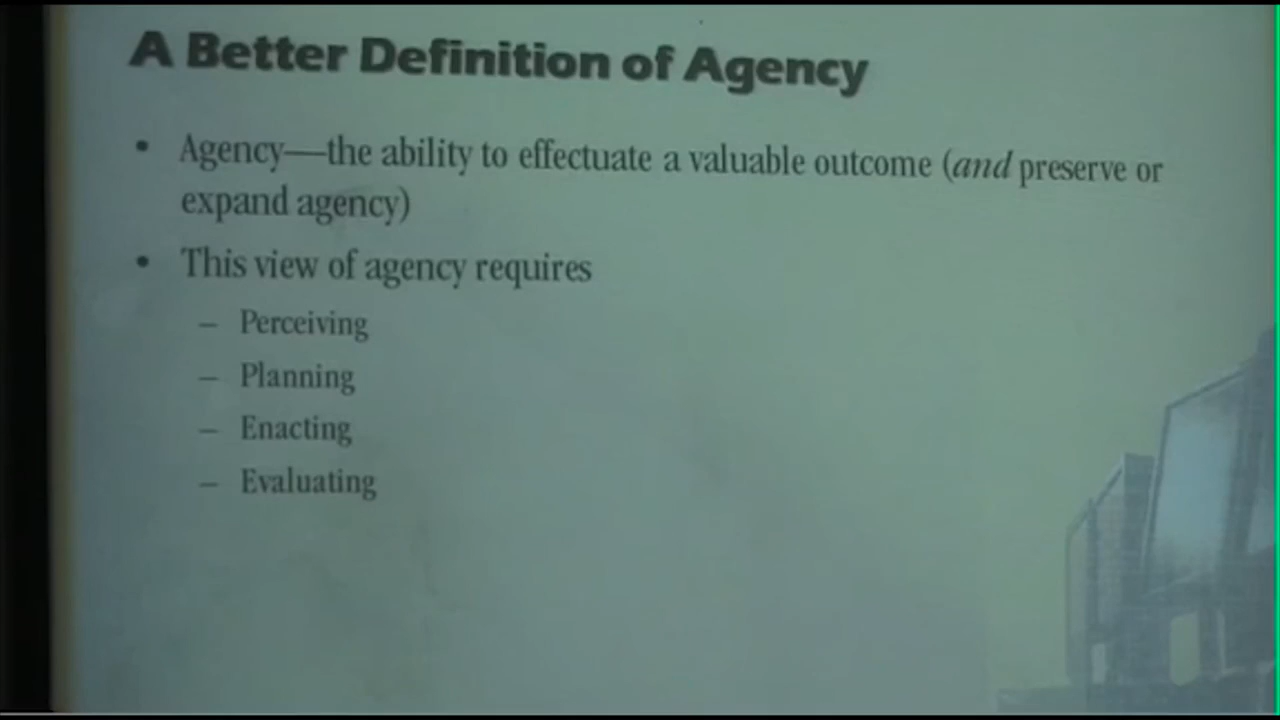 A Better Definition of Agency
• Agency—the ability to effectuate a valuable outcome (and preserve or
expand agency)
• This view of agency requires
– Perceiving
– Planning
– Enacting
– Evaluating